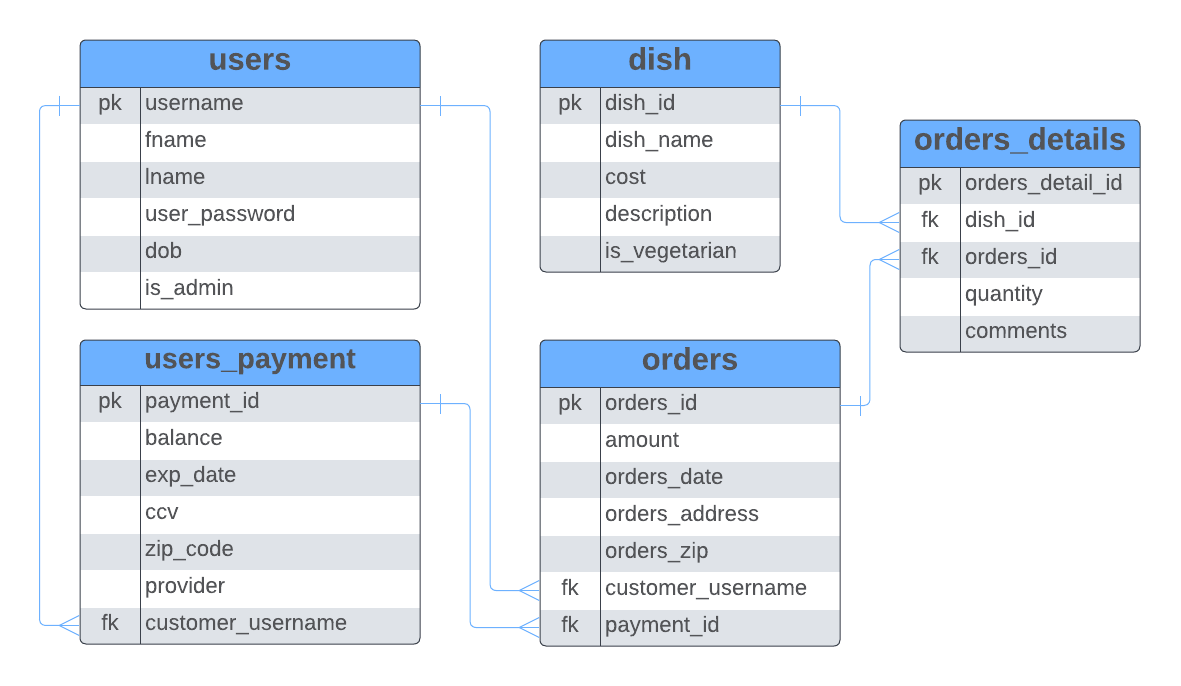 users
pk username
fname
lname
user_password
dob
is_admin
dish
pk dish_id
dish_name
cost
description
is_vegetarian
orders_details
pk orders_detail_id
fk dish_id
fk orders_id
quantity
comments
users_payment
pk payment_id
balance
exp_date
ccv
zip_code
provider
fk customer_username
orders
pk orders_id
amount
orders_date
orders_address
orders_zip
fk customer_username
fk payment_id